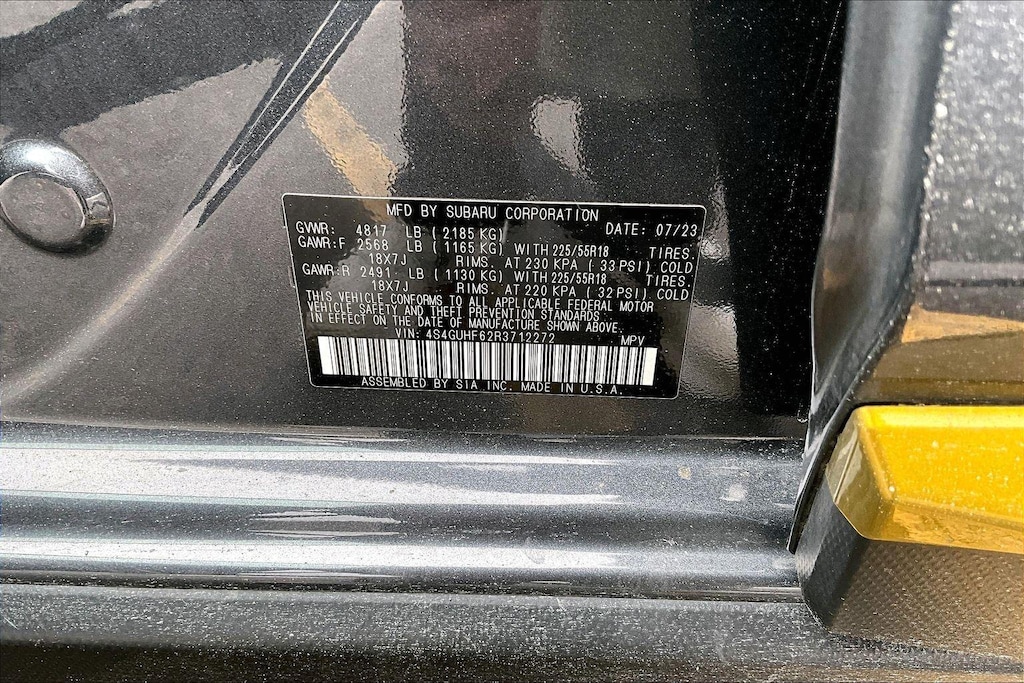 MFD BY SUBARU CORPORATION
GVWR: 4817 LB ( 2185 KG) DATE: 07/23
GAWR:F 2568 LB ( 1165 KG) WITH 225/55R18 TIRES.
18X7J RIMS. AT 230 KPA ( 33 PSI) COLD
GAWR:R 2491 LB ( 1130 KG) WITH 225/55R18 TIRES.
18X7J RIMS. AT 220 KPA ( 32 PSI) COLD
THIS VEHICLE CONFORMS TO ALL APPLICABLE FEDERAL MOTOR
VEHICLE SAFETY AND THEFT PREVENTION STANDARDS
IN EFFECT ON THE DATE OF MANUFACTURE SHOWN ABOVE.
VIN: 4S4GUHF62R3712272 MPV
ASSEMBLED BY SIA INC. MADE IN U.S.A.